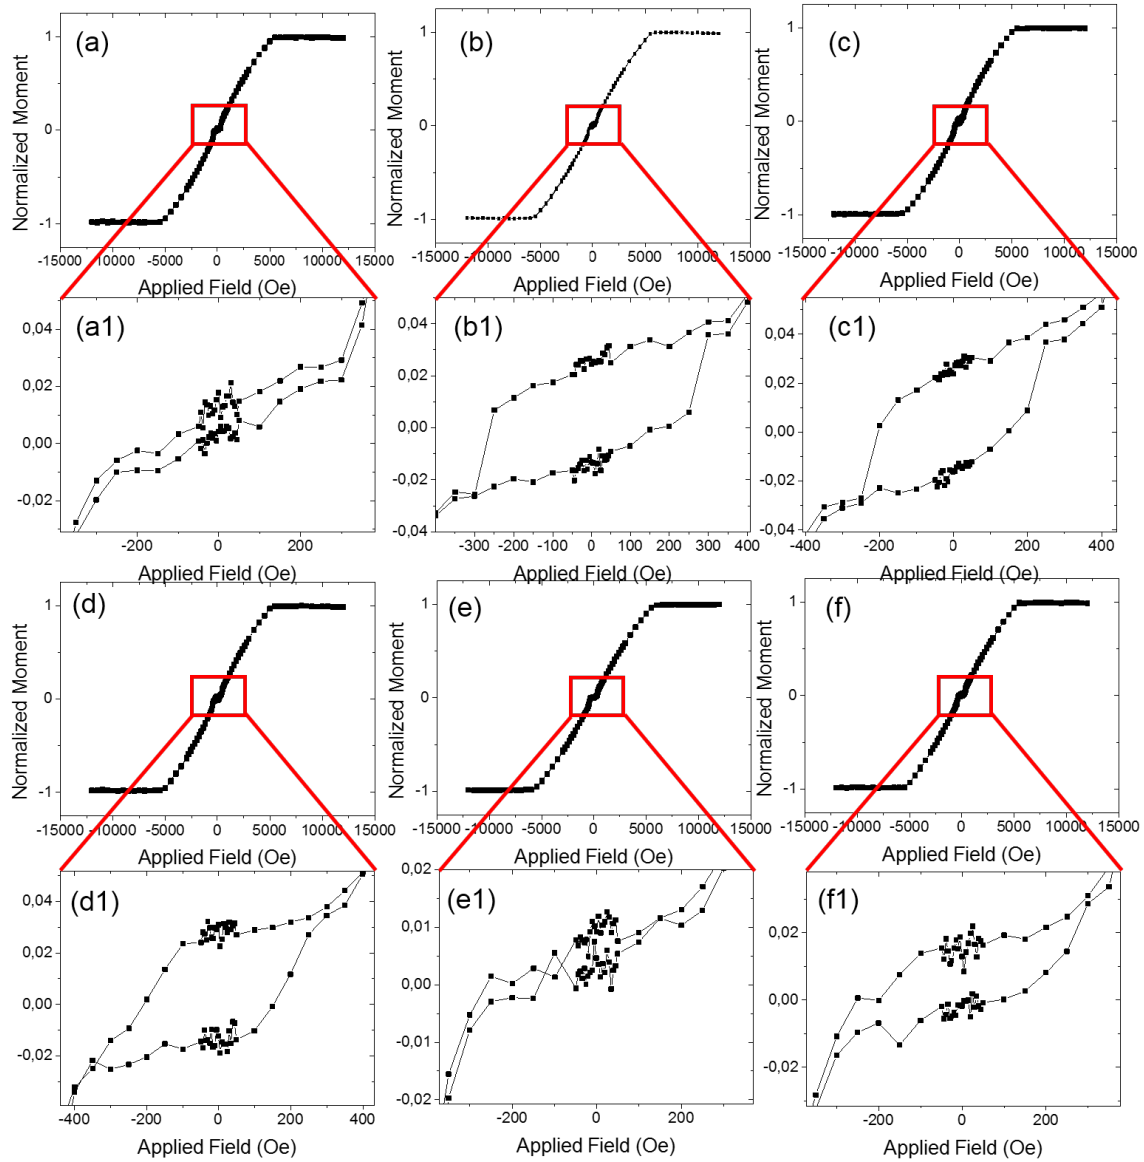 (a) (b) (c)
Normalized Moment Normalized Moment Normalized Moment
1 0 -1 1 0 -1 1 0 -1
-15000 -10000 -5000 0 5000 10000 15000 -15000 -10000 -5000 0 5000 10000 15000 -15000 -10000 -5000 0 5000 10000 15000
Applied Field (Oe) Applied Field (Oe) Applied Field (Oe)
(a1) (b1) (c1)
0,04 0,02 0,00 -0,02 0,04 0,02 0,00 -0,02 -0,04 0,04 0,02 0,00 -0,02 -0,04
-200 0 200 -300 -200 -100 0 100 200 300 400 -400 -200 0 200 400
Applied Field (Oe) Applied Field (Oe) Applied Field (Oe)
(d) (e) (f)
Normalized Moment Normalized Moment Normalized Moment
1 0 -1 1 0 -1 1 0 -1
-15000 -10000 -5000 0 5000 10000 15000 -15000 -10000 -5000 0 5000 10000 15000 -15000 -10000 -5000 0 5000 10000 15000
Applied Field (Oe) Applied Field (Oe) Applied Field (Oe)
(d1) (e1) (f1)
0,04 0,02 0,00 -0,02 0,02 0,01 0,00 -0,01 -0,02 0,02 0,00 -0,02
-400 -200 0 200 400 -200 0 200 -200 0 200
Applied Field (Oe) Applied Field (Oe) Applied Field (Oe)